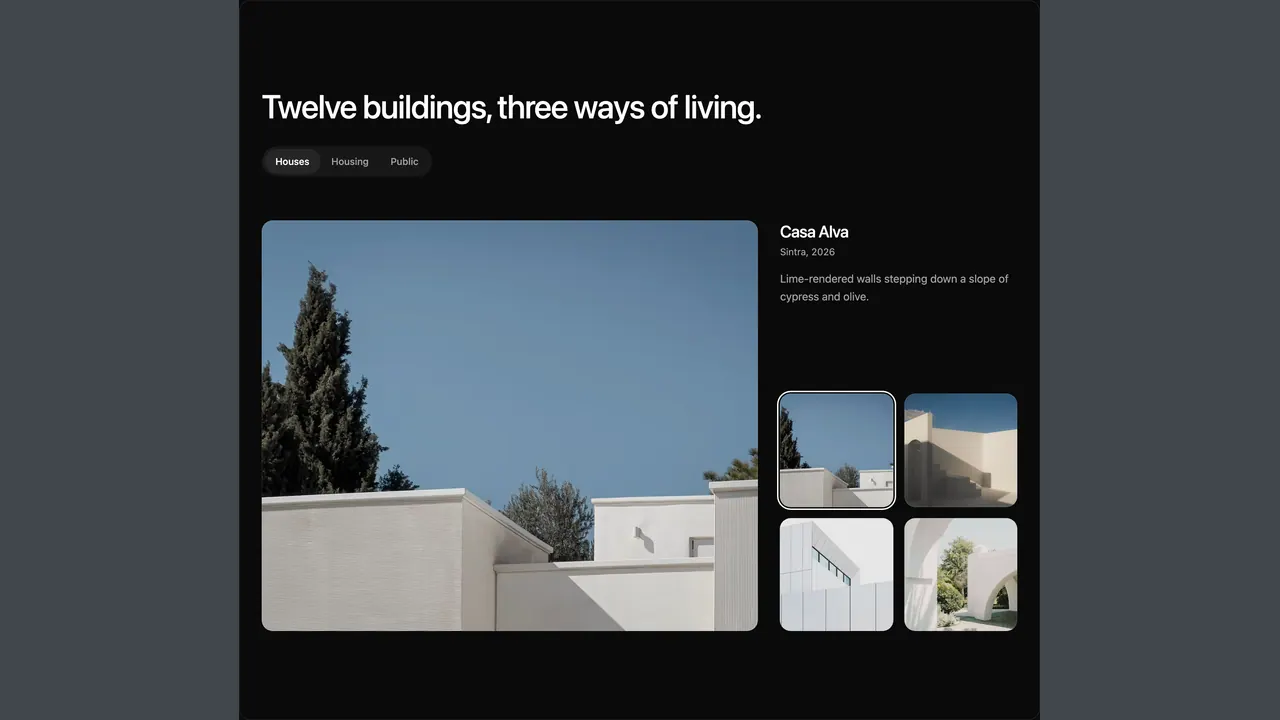 Twelve buildings, three ways of living.
Houses
Housing
Public
Casa Alva
Sintra, 2026
Lime-rendered walls stepping down a slope of
cypress and olive.